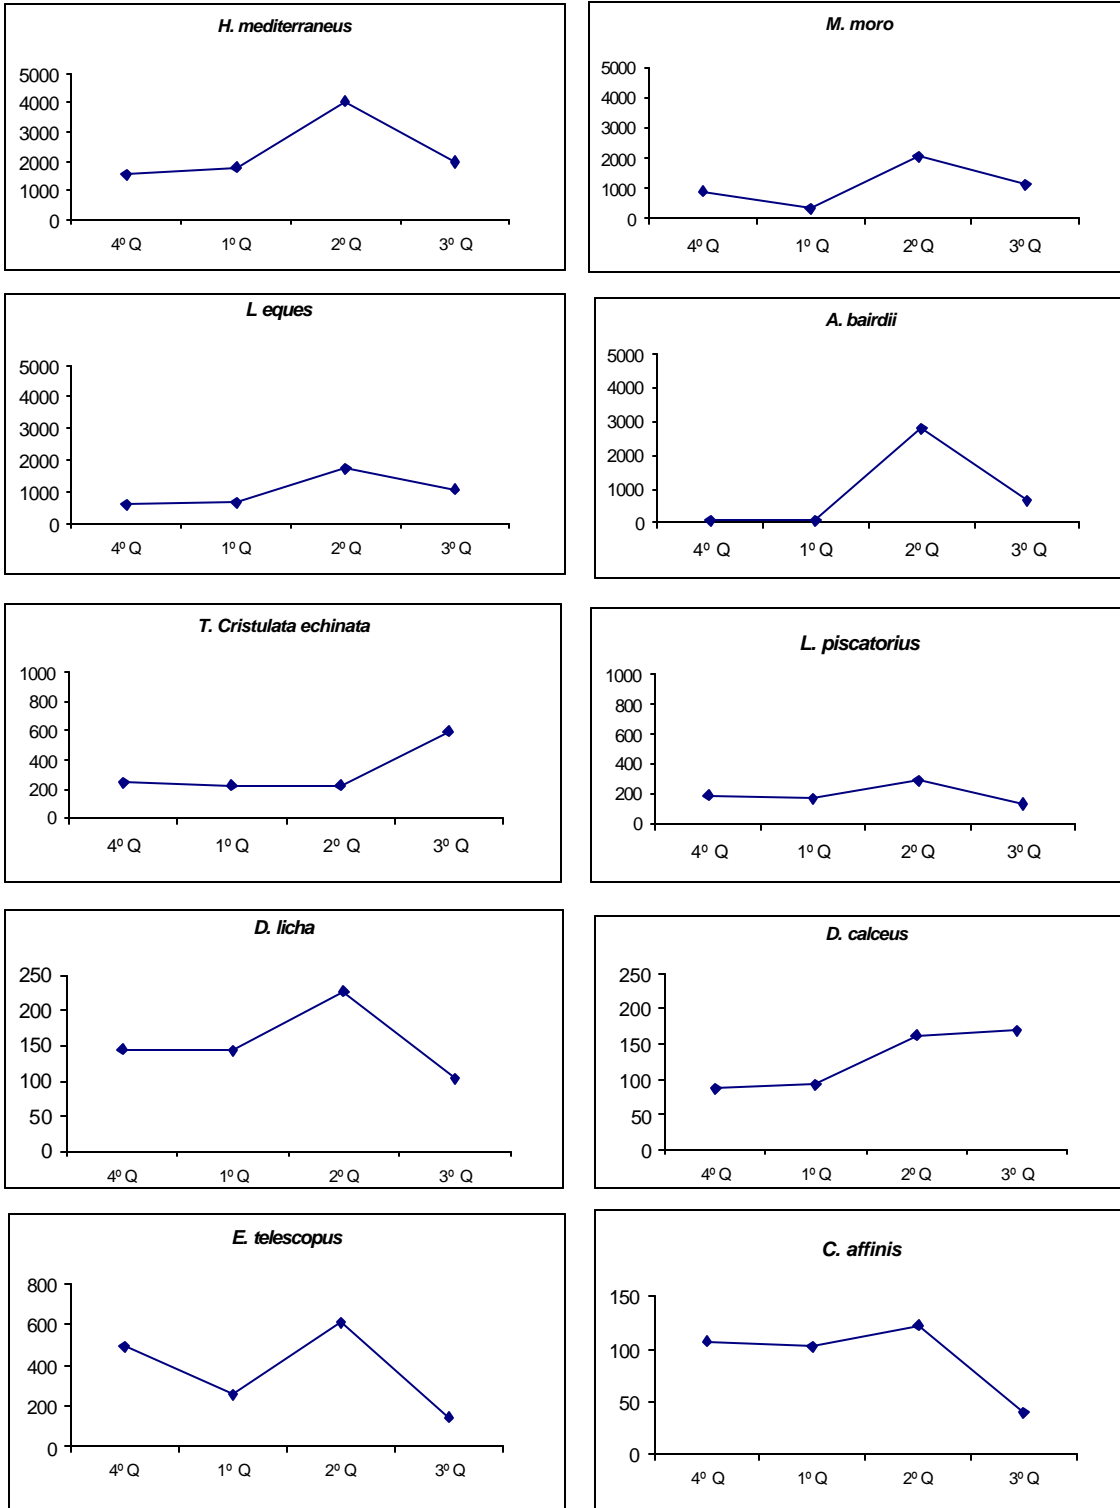 H. mediterraneus
5000
4000
3000
2000
1000
0
4º Q 1º Q 2º Q 3º Q
M. moro
5000
4000
3000
2000
1000
0
4º Q 1º Q 2º Q 3º Q
L eques
5000
4000
3000
2000
1000
0
4º Q 1º Q 2º Q 3º Q
A. bairdii
5000
4000
3000
2000
1000
0
4º Q 1º Q 2º Q 3º Q
T. Cristulata echinata
1000
800
600
400
200
0
4º Q 1º Q 2º Q 3º Q
L. piscatorius
1000
800
600
400
200
0
4º Q 1º Q 2º Q 3º Q
D. licha
250
200
150
100
50
0
4º Q 1º Q 2º Q 3º Q
D. calceus
250
200
150
100
50
0
4º Q 1º Q 2º Q 3º Q
E. telescopus
800
600
400
200
0
4º Q 1º Q 2º Q 3º Q
C. affinis
150
100
50
0
4º Q 1º Q 2º Q 3º Q